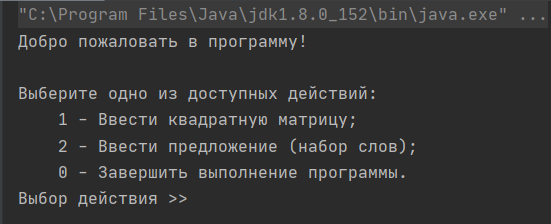 "C:\Program Files\Java\jdk1.8.0_152\bin\java.exe" ...
Добро пожаловать в программу!
Выберите одно из доступных действий:
1 - Ввести квадратную матрицу;
2 - Ввести предложение (набор слов);
0 - Завершить выполнение программы.
Выбор действия >>